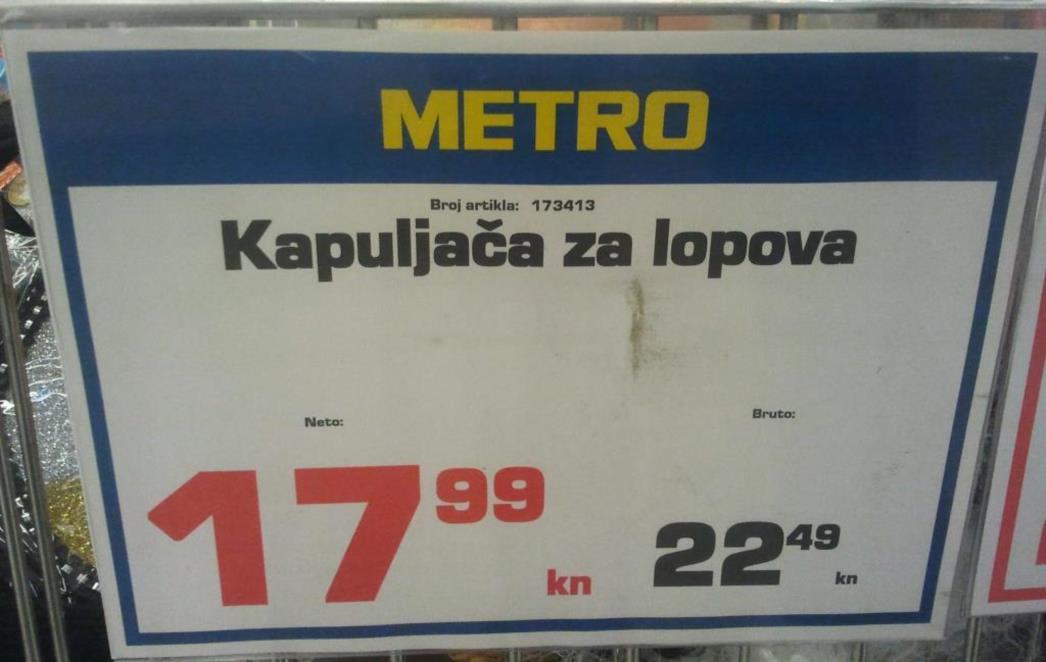 METRO
Broj artikla: 173413
Kapuljača za lopova
Neto:
Bruto:
17 99 kn
22 49 kn